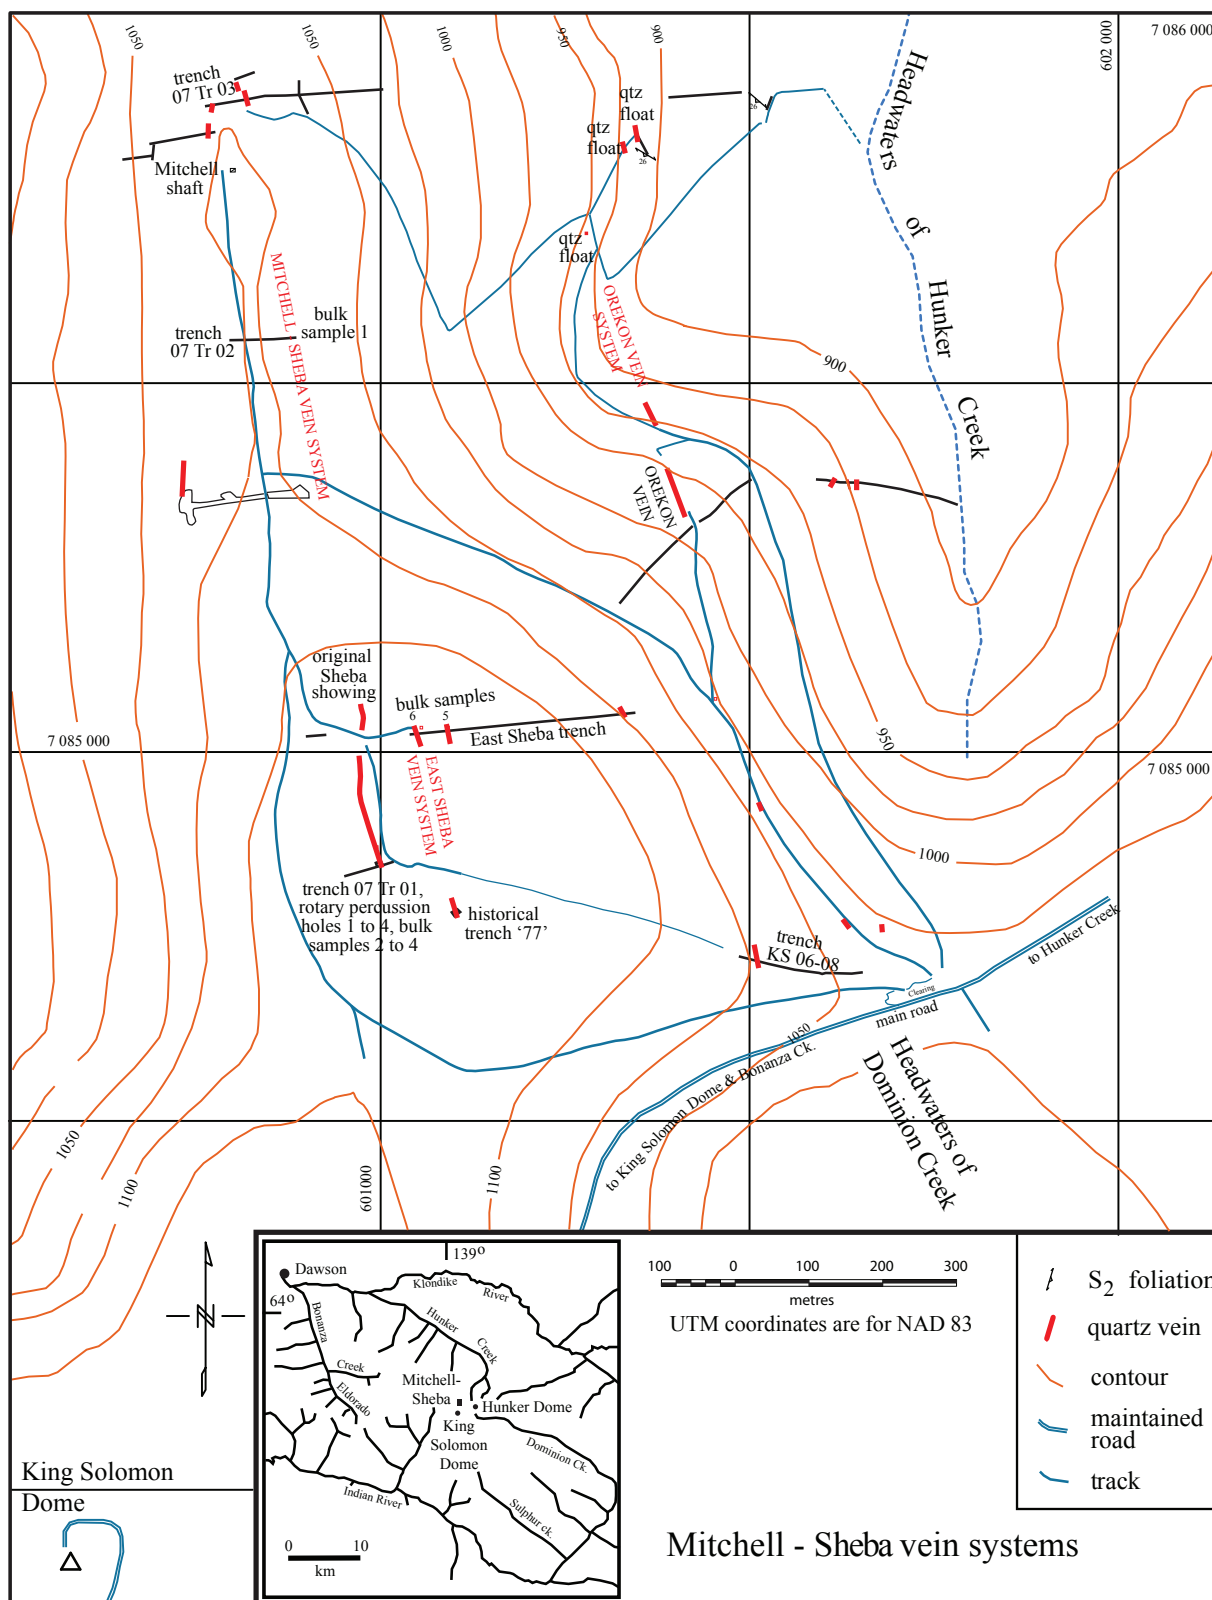 1050
1050
1000
950
900
602 000
7 086 000
trench
07 Tr 03
qtz
float
qtz
float
26
26
Mitchell
shaft
qtz
float
Headwaters
of
Hunker
Creek
MITCHELL - SHEBA VEIN SYSTEM
bulk
sample 1
trench
07 Tr 02
OREKON VEIN
SYSTEM
900
OREKON
VEIN
original
Sheba
showing
bulk samples
6
5
East Sheba trench
950
7 085 000
7 085 000
EAST SHEBA
VEIN SYSTEM
1000
trench 07 Tr 01,
rotary percussion
holes 1 to 4, bulk
samples 2 to 4
historical
trench ‘77’
trench
KS 06-08
to Hunker Creek
Clearing
main road
1050
to King Solomon Dome & Bonanza Ck.
Headwaters of
Dominion Creek
1050
1100
601000
1100
N
139º
Dawson
64º
Klondike
River
Bonanza
Creek
Hunker
Creek
Eldorado
Mitchell-
Sheba
Hunker Dome
King
Solomon
Dome
Dominion Ck.
Indian River
Sulphur ck.
0
10
km
100
0
100
200
300
metres
UTM coordinates are for NAD 83
S2 foliation
quartz vein
contour
maintained
road
track
King Solomon
Dome
Mitchell - Sheba vein systems